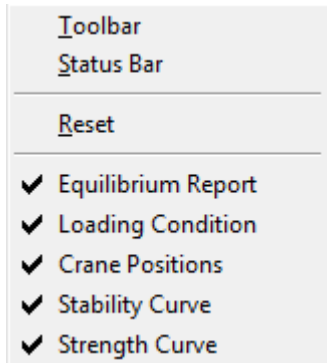 Toolbar
Status Bar
Reset
Equilibrium Report
Loading Condition
Crane Positions
Stability Curve
Strength Curve